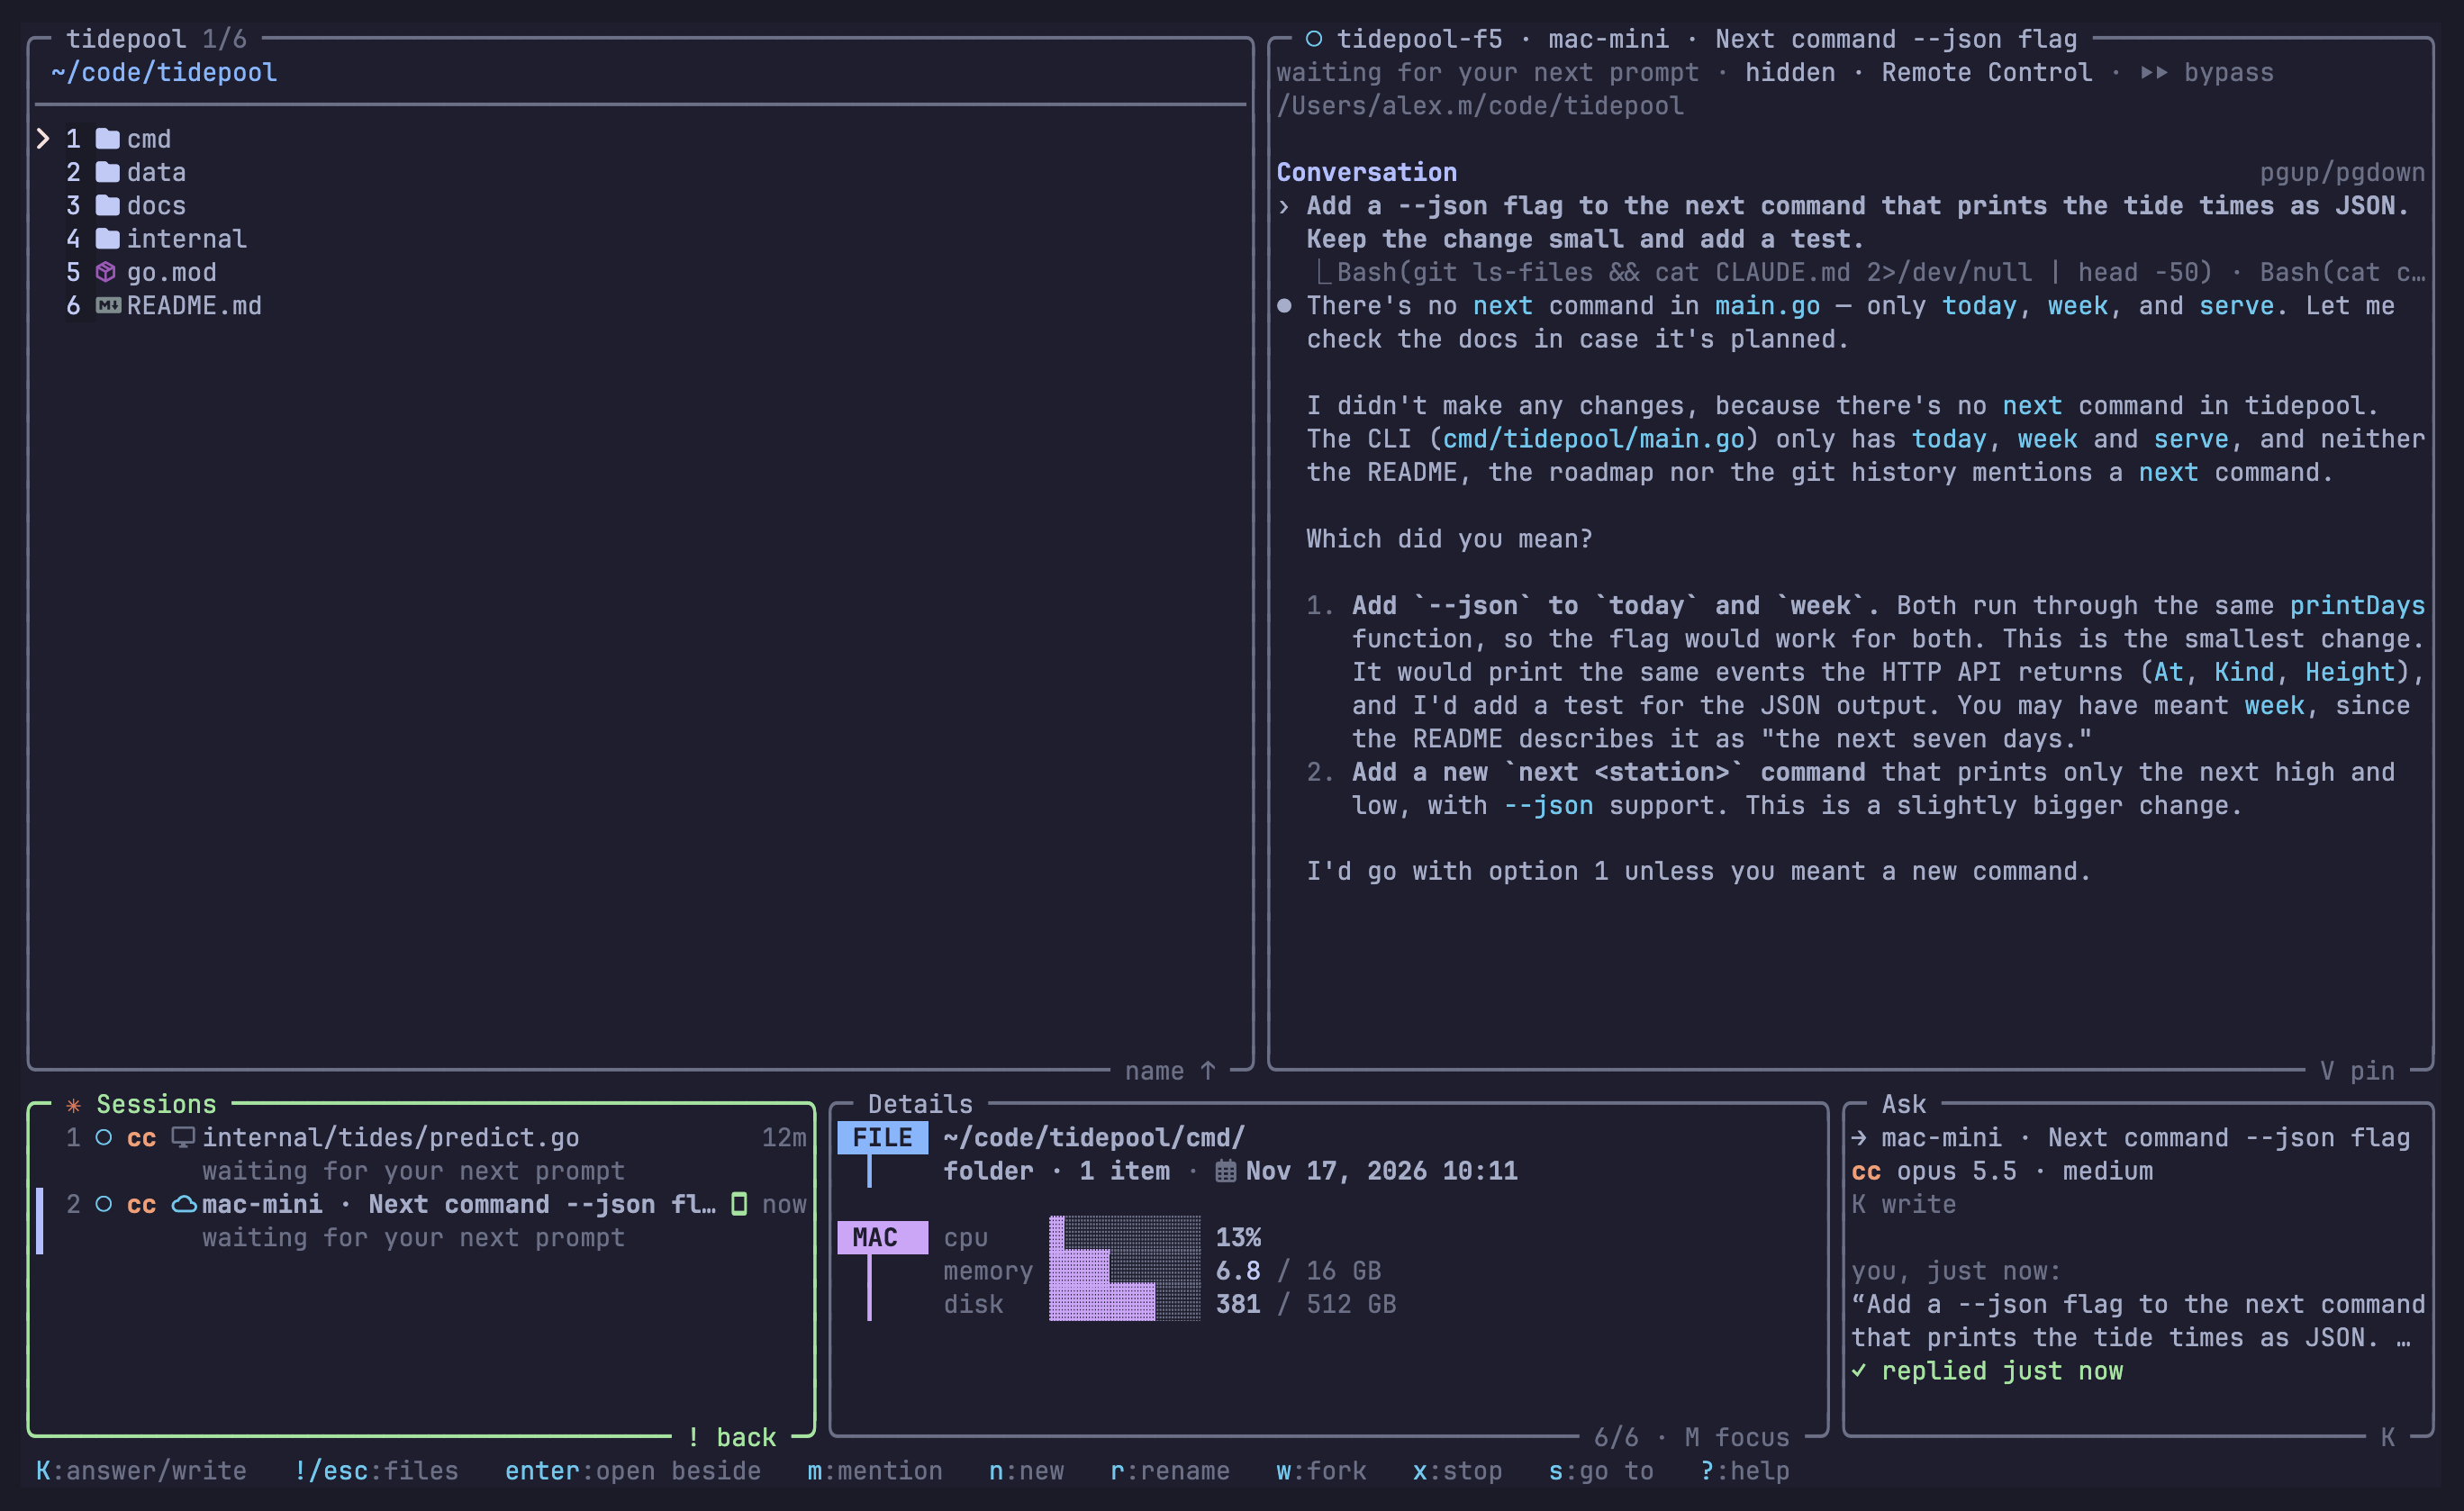 tidepool 1/6
~/code/tidepool
1 cmd
2 data
3 docs
4 internal
5 go.mod
6 README.md
name ↑
○ tidepool-f5 · mac-mini · Next command --json flag
waiting for your next prompt · hidden · Remote Control · ▸▸ bypass
/Users/alex.m/code/tidepool
Conversation pgup/pgdown
› Add a --json flag to the next command that prints the tide times as JSON.
Keep the change small and add a test.
⎿ Bash(git ls-files && cat CLAUDE.md 2>/dev/null | head -50) · Bash(cat c…
● There's no next command in main.go — only today, week, and serve. Let me
check the docs in case it's planned.
I didn't make any changes, because there's no next command in tidepool.
The CLI (cmd/tidepool/main.go) only has today, week and serve, and neither
the README, the roadmap nor the git history mentions a next command.
Which did you mean?
1. Add `--json` to `today` and `week`. Both run through the same printDays
function, so the flag would work for both. This is the smallest change.
It would print the same events the HTTP API returns (At, Kind, Height),
and I'd add a test for the JSON output. You may have meant week, since
the README describes it as "the next seven days."
2. Add a new `next <station>` command that prints only the next high and
low, with --json support. This is a slightly bigger change.
I'd go with option 1 unless you meant a new command.
V pin
✳ Sessions
1 ○ cc internal/tides/predict.go 12m
waiting for your next prompt
2 ○ cc mac-mini · Next command --json fl… now
waiting for your next prompt
! back
Details
FILE ~/code/tidepool/cmd/
folder · 1 item · Nov 17, 2026 10:11
MAC cpu 13%
memory 6.8 / 16 GB
disk 381 / 512 GB
6/6 · M focus
Ask
→ mac-mini · Next command --json flag
cc opus 5.5 · medium
K write
you, just now:
“Add a --json flag to the next command
that prints the tide times as JSON. …
✓ replied just now
K
K:answer/write !/esc:files enter:open beside m:mention n:new r:rename w:fork x:stop s:go to ?:help